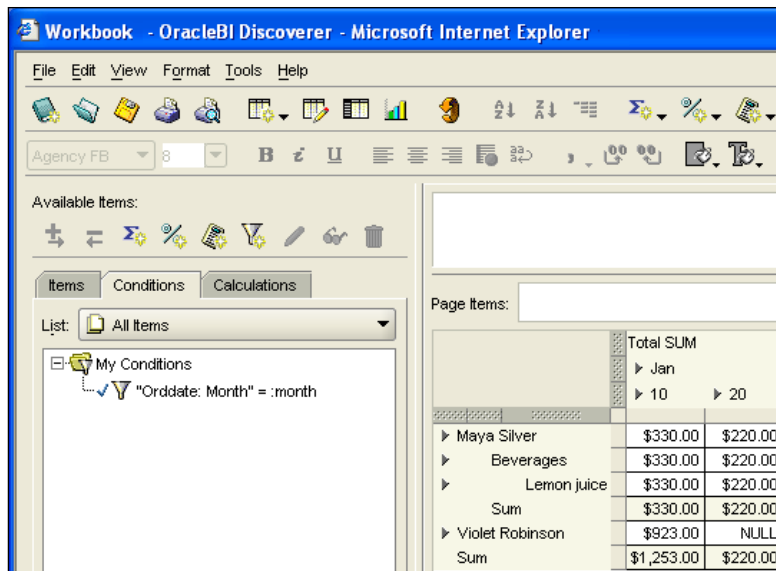 Workbook - OracleBI Discoverer - Microsoft Internet Explorer
File Edit View Format Tools Help
Agency FB 8 B i U
Available Items:
Items Conditions Calculations
List: All Items
My Conditions
"Orddate: Month" = :month
Page Items:
Total SUM
Jan
10 20
Maya Silver $330.00 $220.00
Beverages $330.00 $220.00
Lemon juice $330.00 $220.00
Sum $330.00 $220.00
Violet Robinson $923.00 NULL
Sum $1,253.00 $220.00